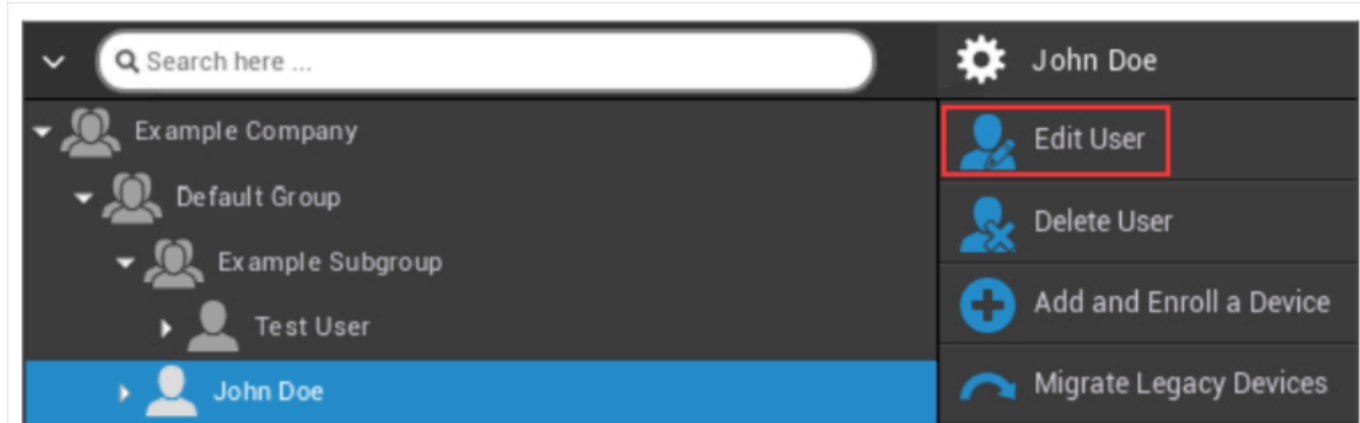 Search here ...
John Doe
Example Company
Edit User
Default Group
Delete User
Example Subgroup
Add and Enroll a Device
Test User
Migrate Legacy Devices
John Doe